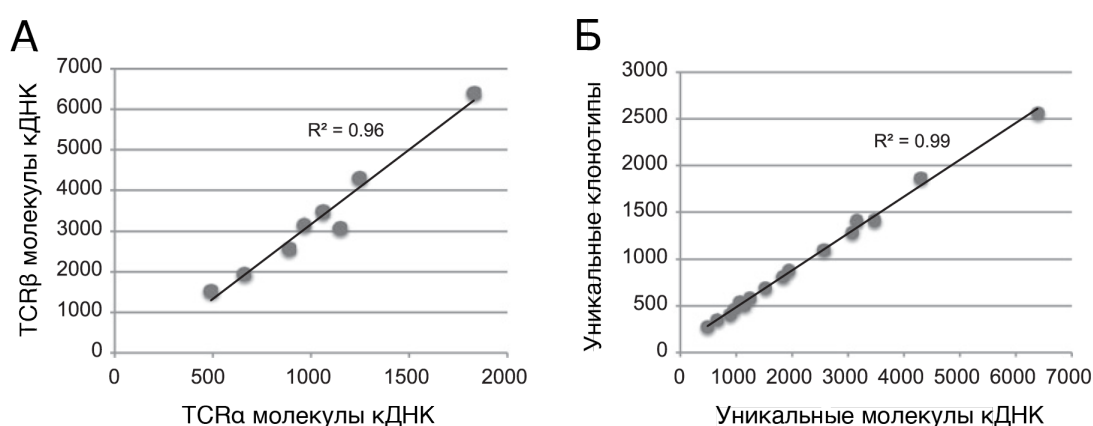 А
7000
6000
5000
4000
3000
2000
1000
0
TCRβ молекулы кДНК
R² = 0.96
0 500 1000 1500 2000
TCRα молекулы кДНК
Б
3000
2500
2000
1500
1000
500
0
Уникальные клонотипы
R² = 0.99
0 1000 2000 3000 4000 5000 6000 7000
Уникальные молекулы кДНК